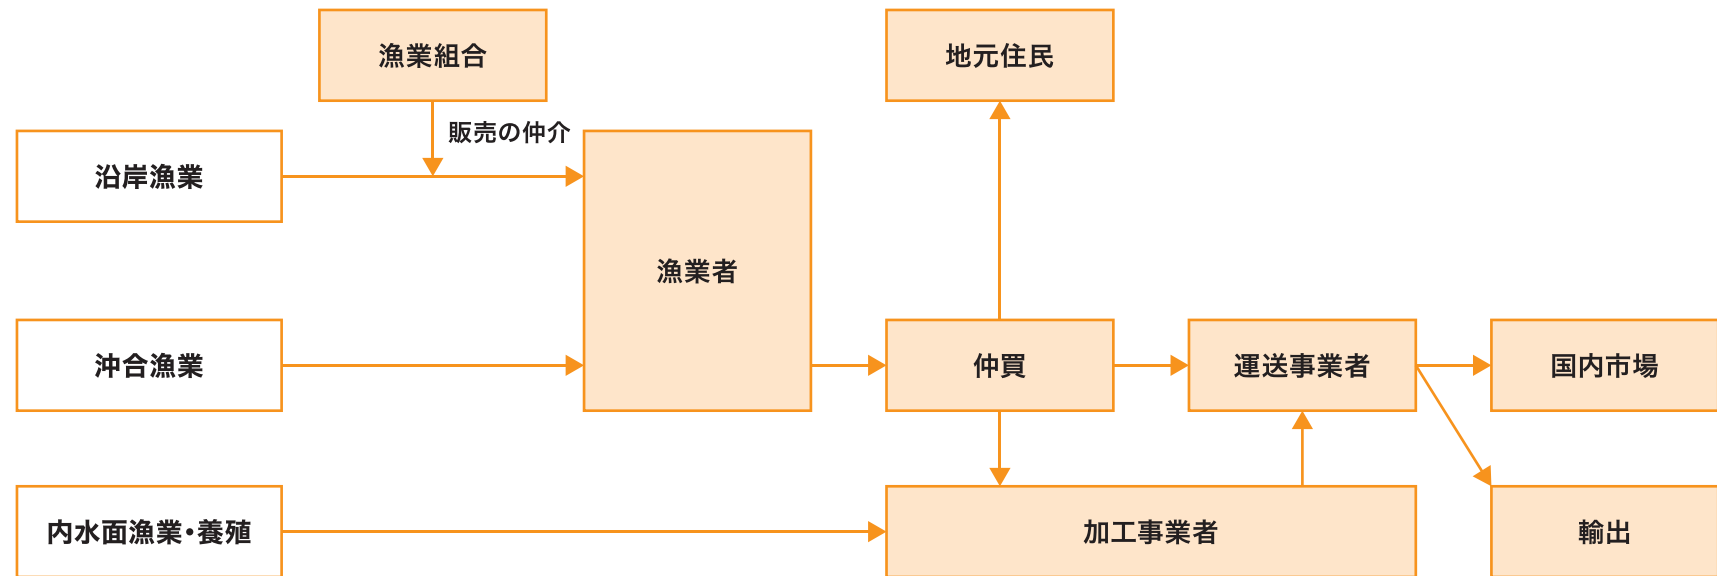 漁業組合
地元住民
販売の仲介
沿岸漁業
漁業者
沖合漁業
仲買
運送事業者
国内市場
内水面漁業・養殖
加工事業者
輸出